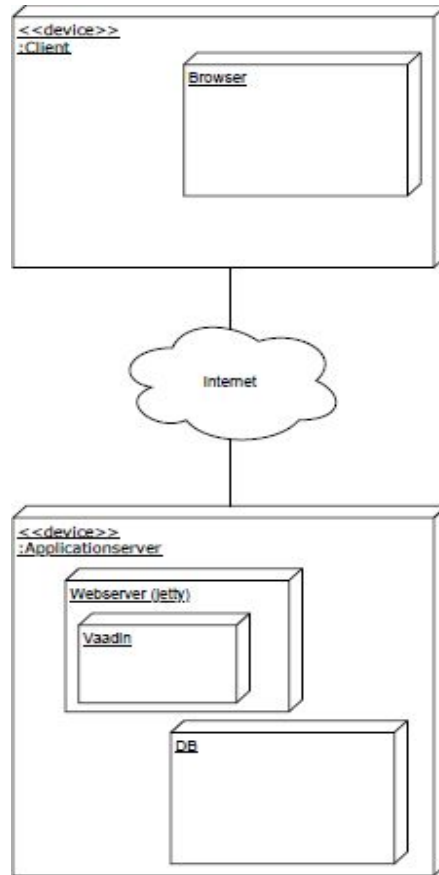 <<device>>
:Client
Browser
Internet
<<device>>
:Applicationserver
Webserver (jetty)
Vaadin
DB